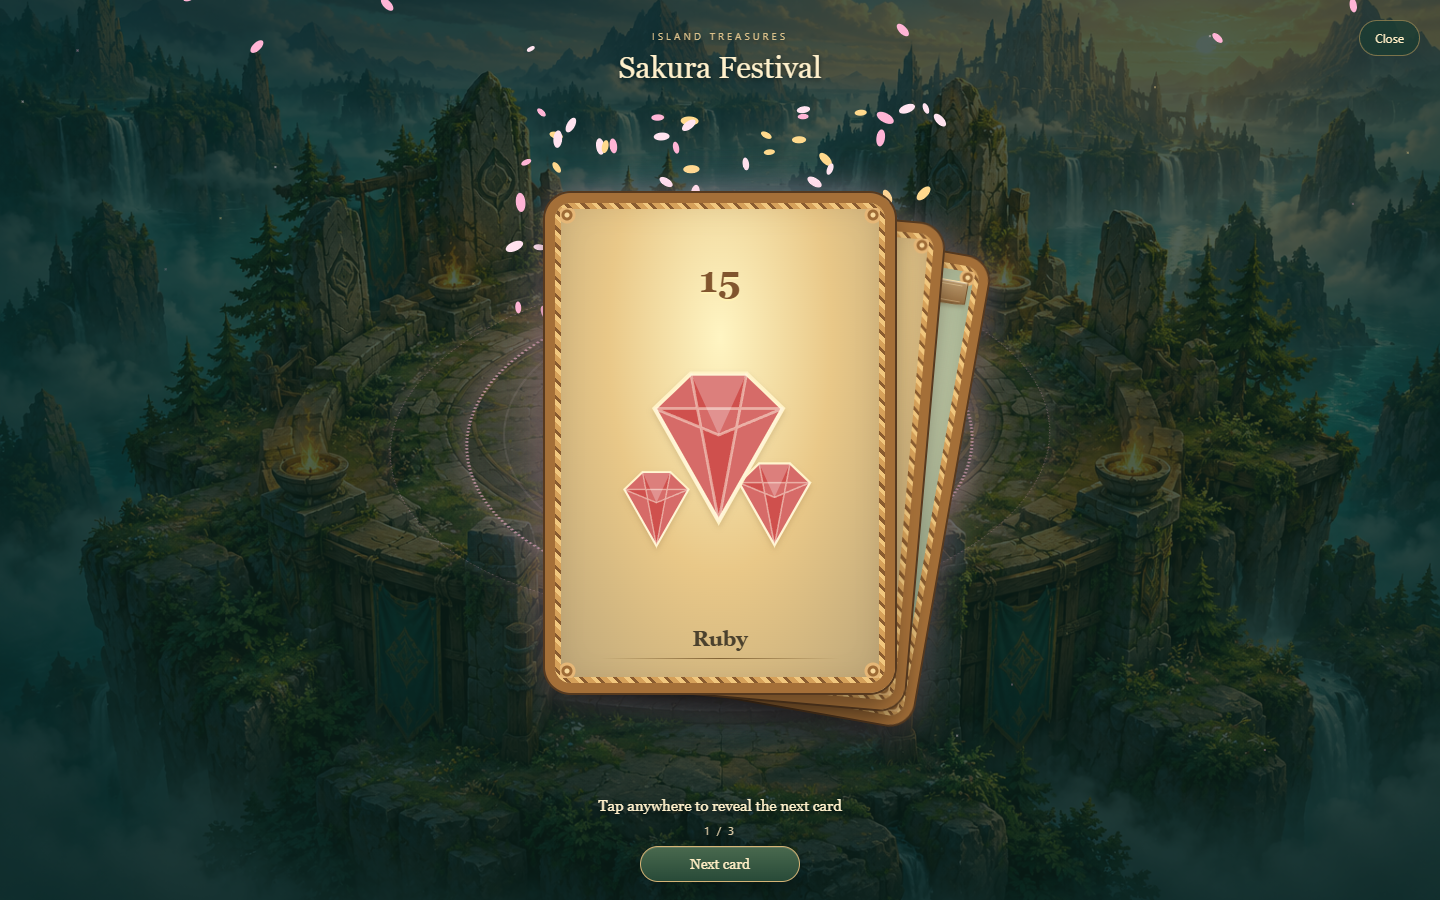 ISLAND TREASURES
Sakura Festival
Close
15
Ruby
Tap anywhere to reveal the next card
1 / 3
Next card